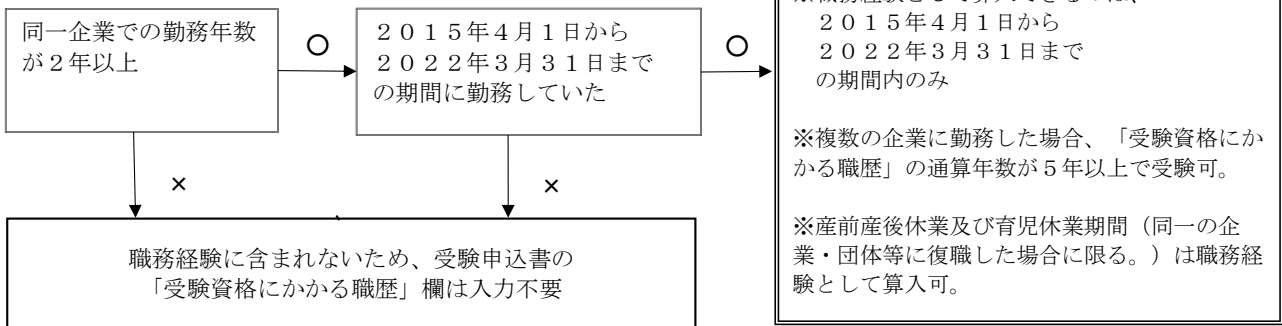 同一企業での勤務年数
が２年以上
○
２０１５年４月１日から
２０２２年３月３１日まで
の期間に勤務していた
○
２０１５年４月１日から
２０２２年３月３１日まで
の期間内のみ
※複数の企業に勤務した場合、「受験資格にか
かる職歴」の通算年数が５年以上で受験可。
※産前産後休業及び育児休業期間（同一の企
業・団体等に復職した場合に限る。）は職務経
験として算入可。
×
×
職務経験に含まれないため、受験申込書の
「受験資格にかかる職歴」欄は入力不要